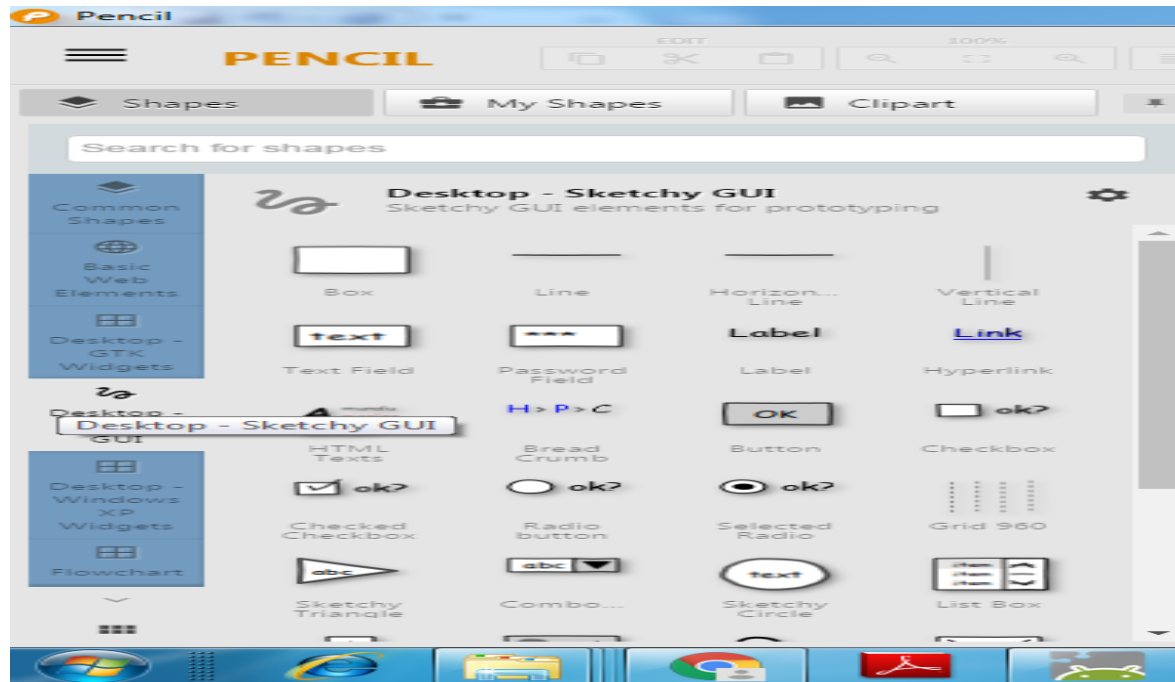 Pencil
PENCIL
EDIT
100%
Shapes
My Shapes
Clipart
Search for shapes
Common
Shapes
Basic
Web
Elements
Desktop -
GTK
Widgets
Desktop -
GUI
Desktop - Sketchy GUI
Desktop -
Windows
XP
Widgets
Flowchart
Desktop - Sketchy GUI
Sketchy GUI elements for prototyping
Box
Line
Horizon...
Line
Vertical
Line
text
***
Label
Link
Text Field
Password
Field
Label
Hyperlink
A
H > P > C
OK
ok?
HTML
Texts
Bread
Crumb
Button
Checkbox
ok?
ok?
ok?
Checked
Checkbox
Radio
button
Selected
Radio
Grid 960
abc
abc
text
item
item
item
Sketchy
Triangle
Combo...
Sketchy
Circle
List Box